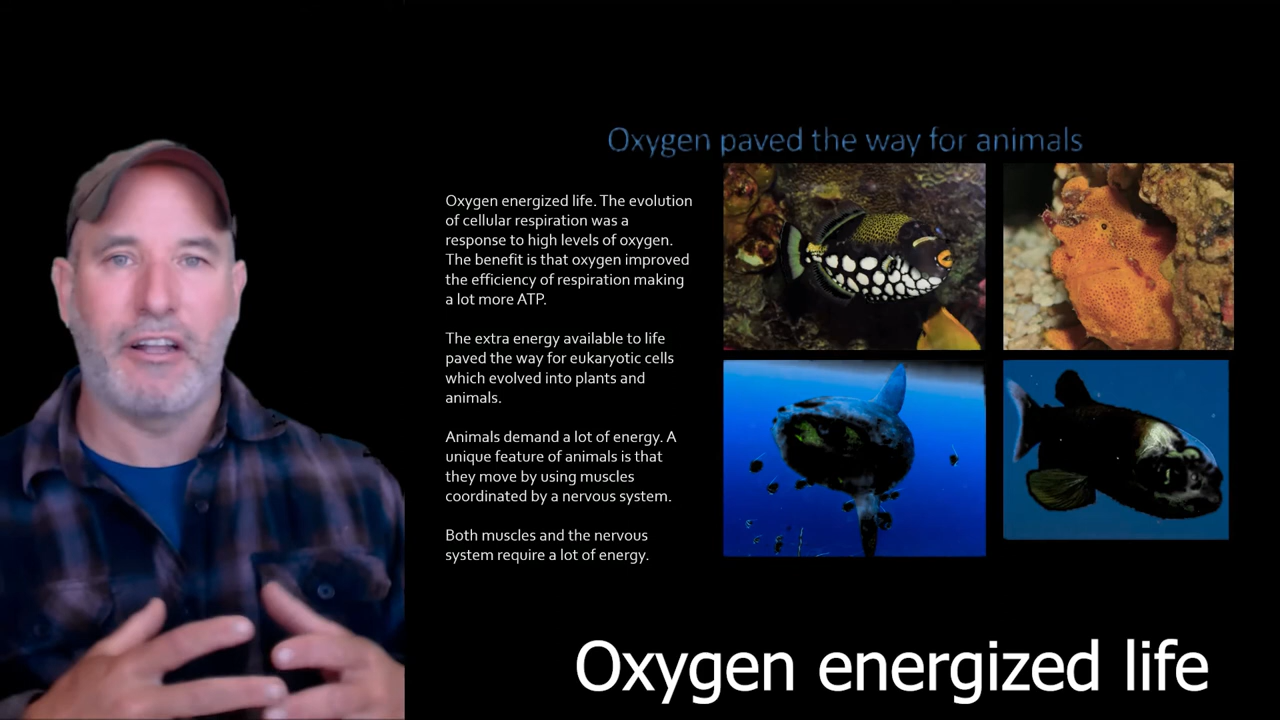 Oxygen paved the way for animals
Oxygen energized life. The evolution
of cellular respiration was a
response to high levels of oxygen.
The benefit is that oxygen improved
the efficiency of respiration making
a lot more ATP.
The extra energy available to life
paved the way for eukaryotic cells
which evolved into plants and
animals.
Animals demand a lot of energy. A
unique feature of animals is that
they move by using muscles
coordinated by a nervous system.
Both muscles and the nervous
system require a lot of energy.
Oxygen energized life